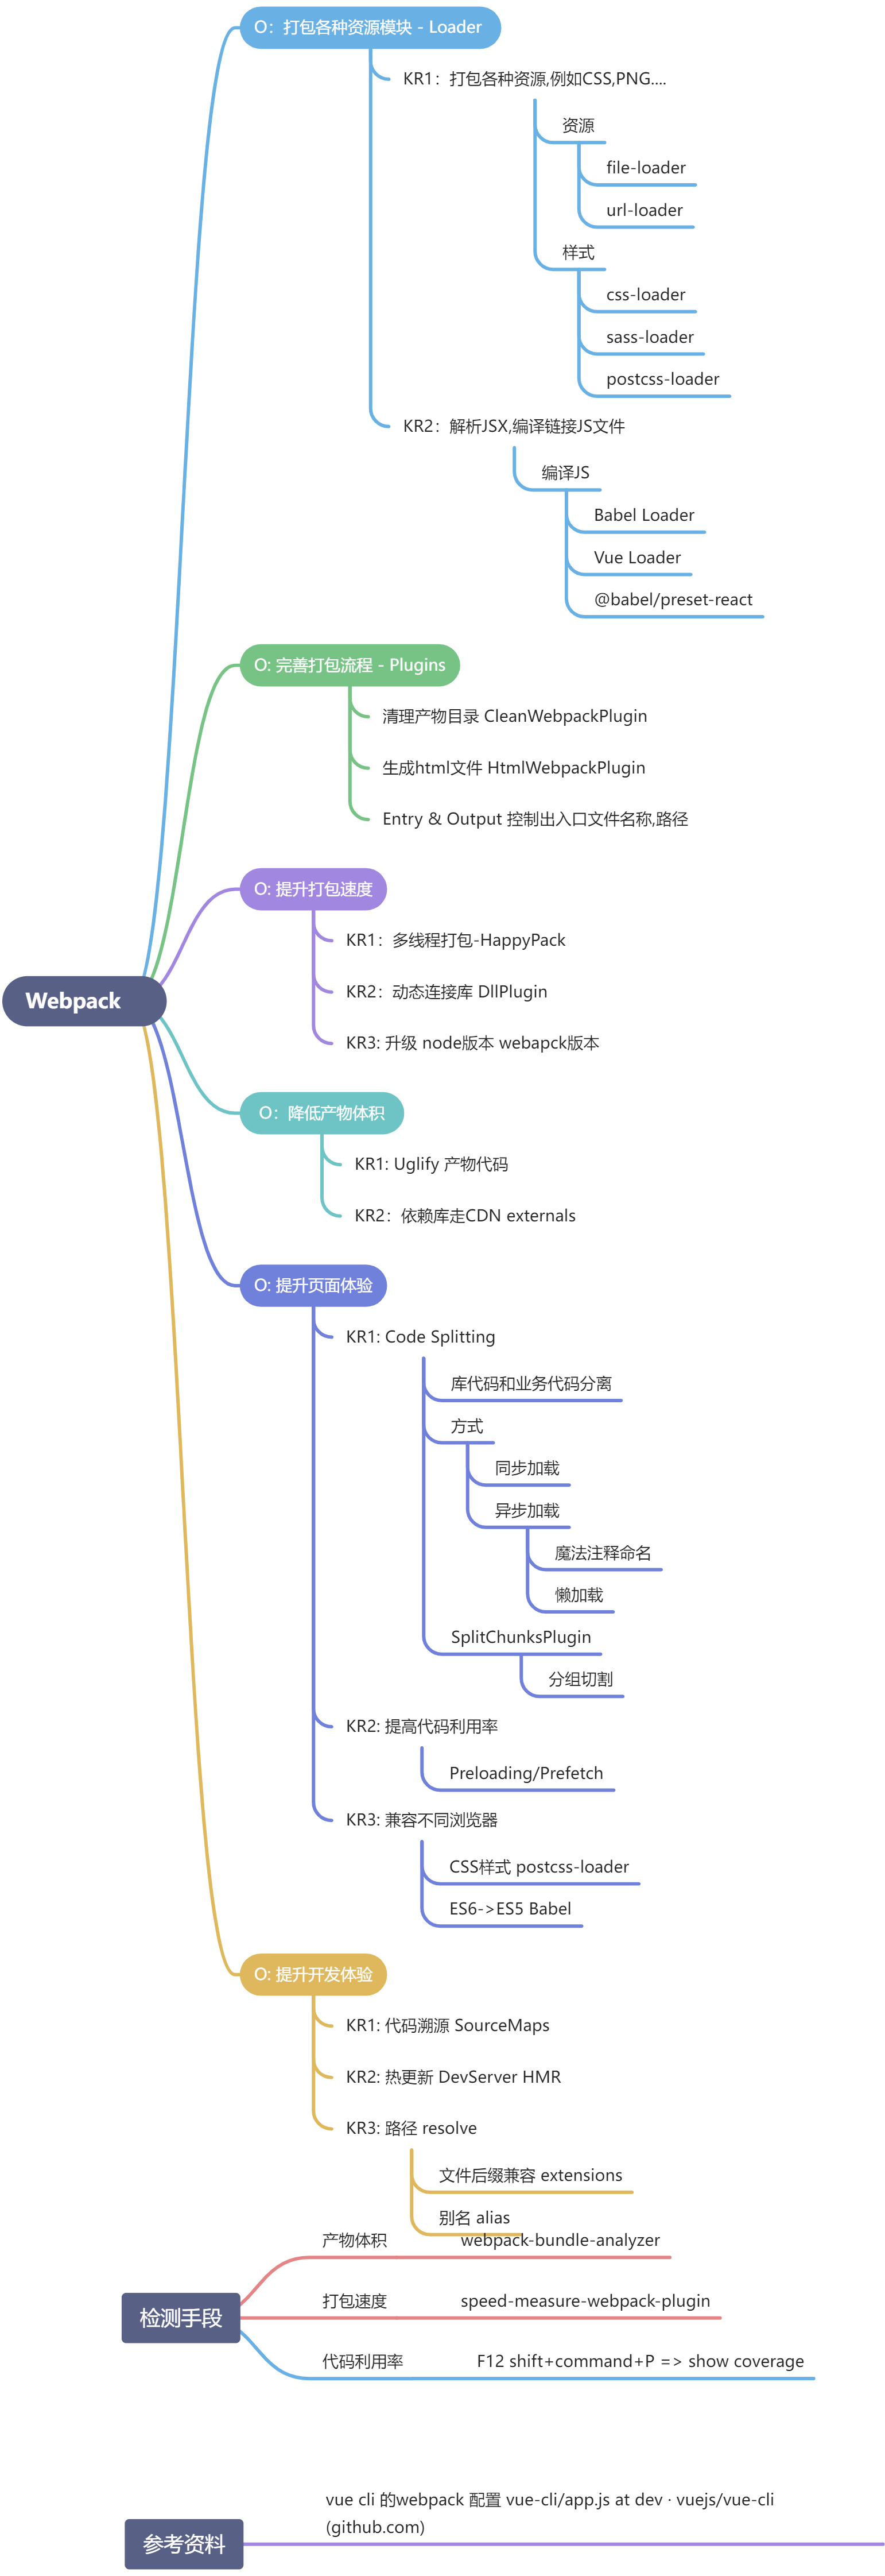 O：打包各种资源模块 - Loader
KR1：打包各种资源,例如CSS,PNG....
资源
file-loader
url-loader
样式
css-loader
sass-loader
postcss-loader
KR2：解析JSX,编译链接JS文件
编译JS
Babel Loader
Vue Loader
@babel/preset-react
O: 完善打包流程 - Plugins
清理产物目录 CleanWebpackPlugin
生成html文件 HtmlWebpackPlugin
Entry & Output 控制出入口文件名称,路径
O: 提升打包速度
KR1：多线程打包-HappyPack
KR2：动态连接库 DllPlugin
KR3: 升级 node版本 webapck版本
Webpack
O：降低产物体积
KR1: Uglify 产物代码
KR2：依赖库走CDN externals
O: 提升页面体验
KR1: Code Splitting
库代码和业务代码分离
方式
同步加载
异步加载
魔法注释命名
懒加载
SplitChunksPlugin
分组切割
KR2: 提高代码利用率
Preloading/Prefetch
KR3: 兼容不同浏览器
CSS样式 postcss-loader
ES6->ES5 Babel
O: 提升开发体验
KR1: 代码溯源 SourceMaps
KR2: 热更新 DevServer HMR
KR3: 路径 resolve
文件后缀兼容 extensions
别名 alias
产物体积 webpack-bundle-analyzer
打包速度 speed-measure-webpack-plugin
检测手段
代码利用率 F12 shift+command+P => show coverage
vue cli 的webpack 配置 vue-cli/app.js at dev · vuejs/vue-cli
(github.com)
参考资料